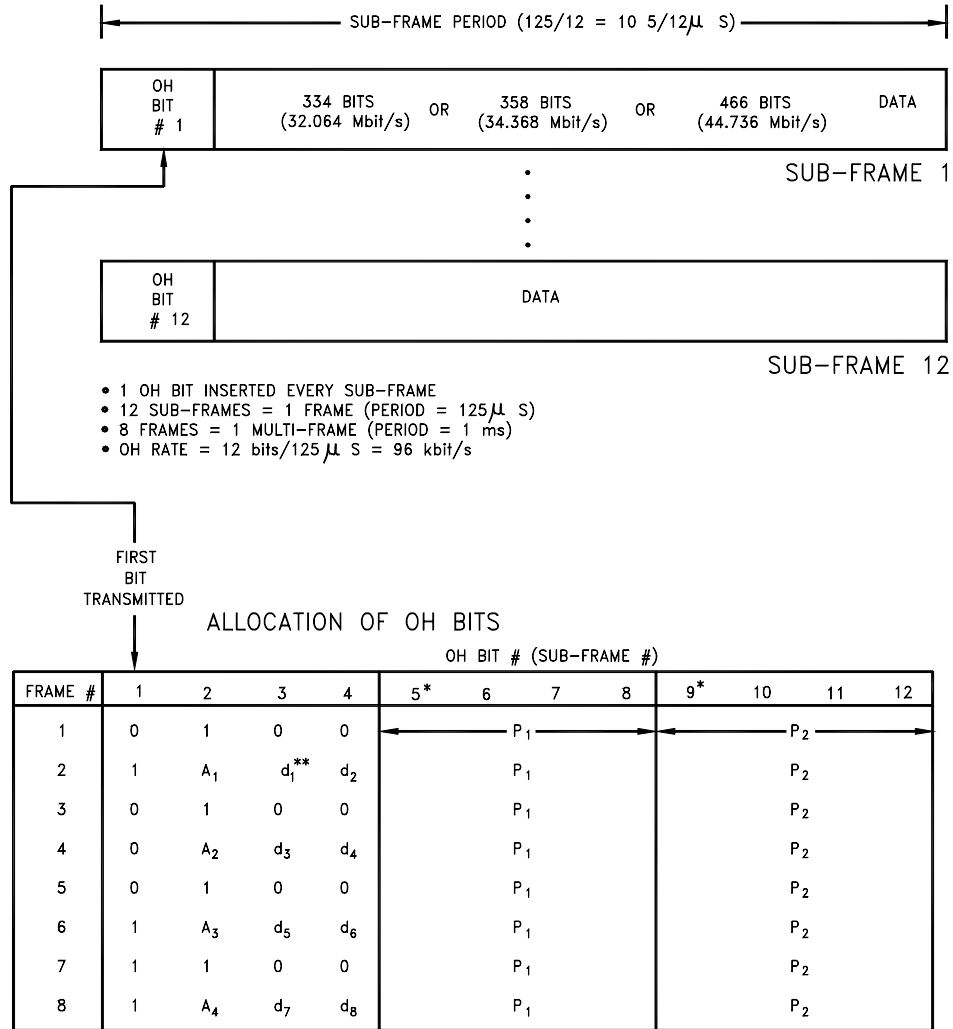 SUB-FRAME PERIOD (125/12 = 10 5/12μ S)
OH BIT # 1
334 BITS (32.064 Mbit/s) OR 358 BITS (34.368 Mbit/s) OR 466 BITS (44.736 Mbit/s) DATA
SUB-FRAME 1
OH BIT # 12
DATA
SUB-FRAME 12
• 1 OH BIT INSERTED EVERY SUB-FRAME
• 12 SUB-FRAMES = 1 FRAME (PERIOD = 125μ S)
• 8 FRAMES = 1 MULTI-FRAME (PERIOD = 1 ms)
• OH RATE = 12 bits/125μ S = 96 kbit/s
FIRST
BIT
TRANSMITTED
ALLOCATION OF OH BITS
OH BIT # (SUB-FRAME #)
FRAME # 1 2 3 4 5* 6 7 8 9* 10 11 12
1 0 1 0 0 P1 P2
2 1 A1 d1** d2 P1 P2
3 0 1 0 0 P1 P2
4 0 A2 d3 d4 P1 P2
5 0 1 0 0 P1 P2
6 1 A3 d5 d6 P1 P2
7 1 1 0 0 P1 P2
8 1 A4 d7 d8 P1 P2